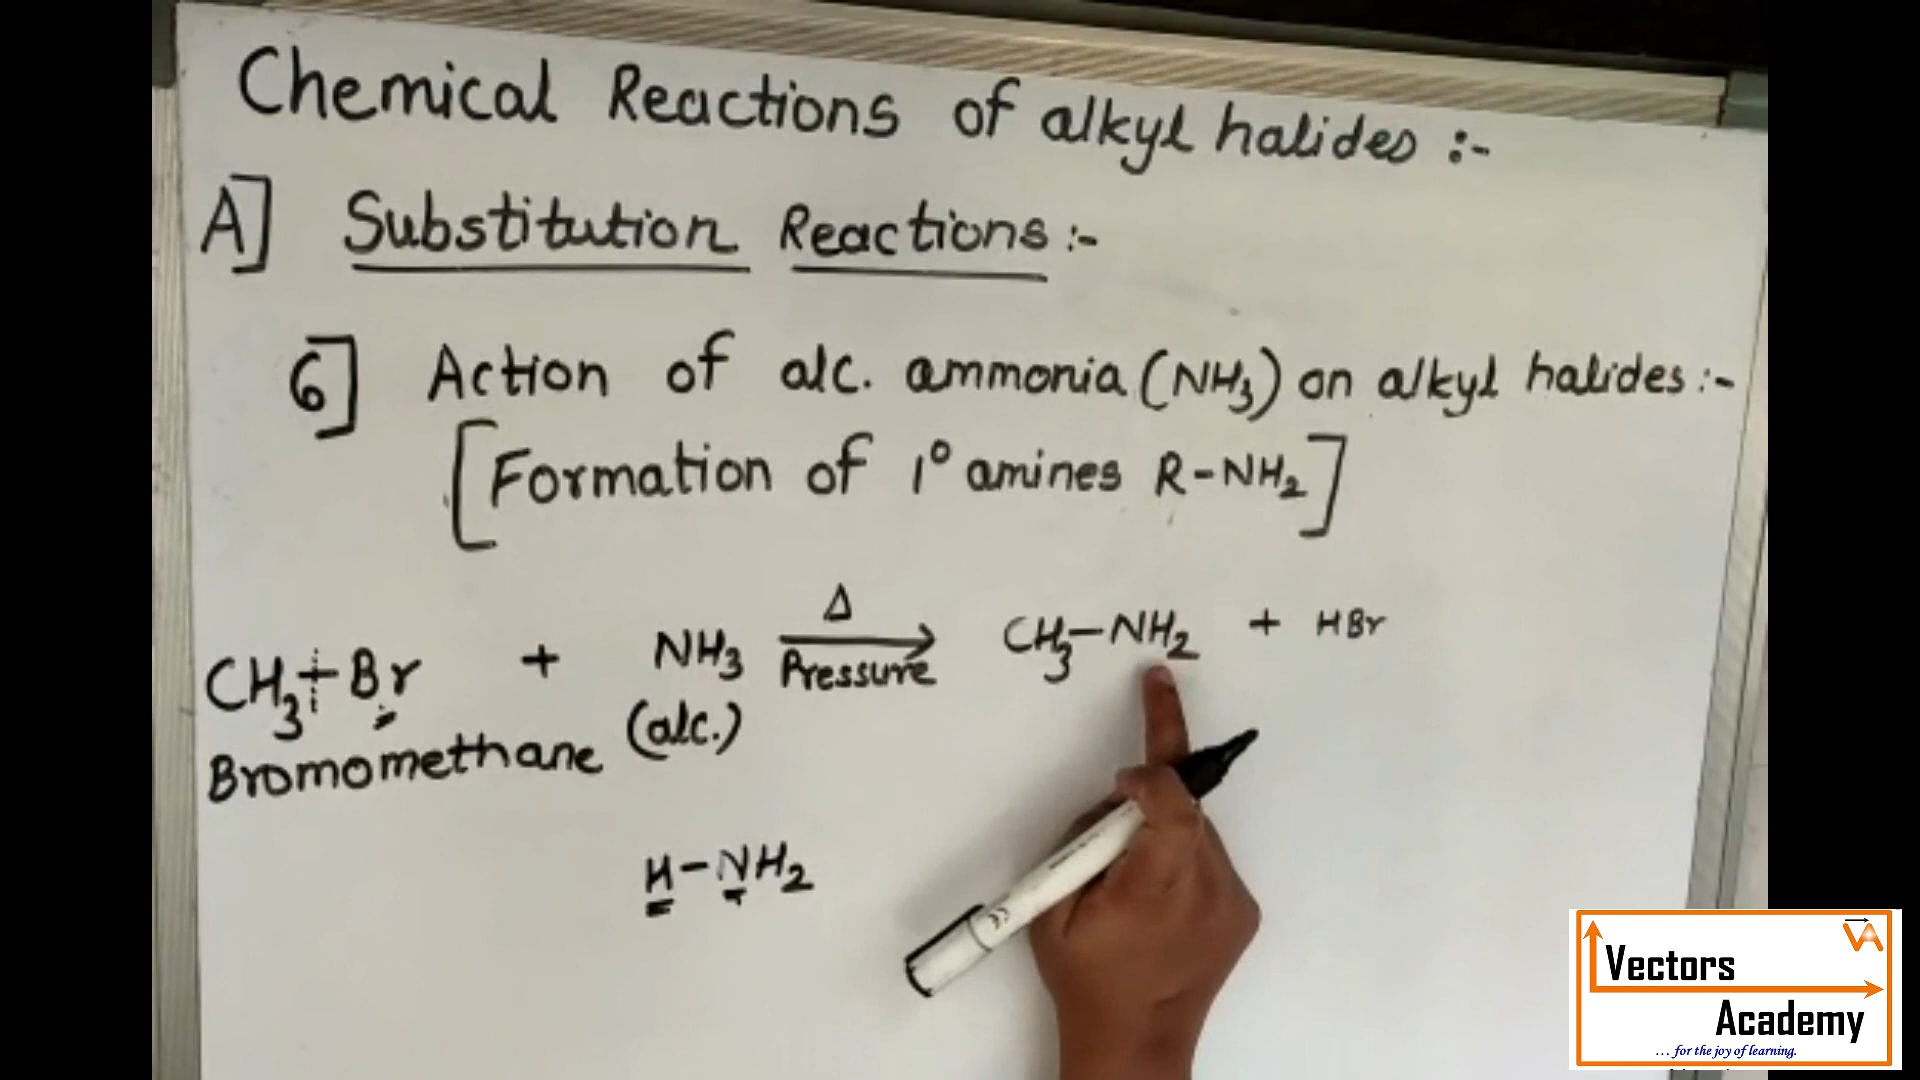 Chemical Reactions of alkyl halides :-
A] Substitution Reactions :-
6] Action of alc. ammonia (NH₃) on alkyl halides :-
[Formation of 1° amines R-NH₂]
CH₃-Br + NH₃ Δ Pressure → CH₃-NH₂ + HBr
Bromomethane (alc.)
H-NH₂
VA
Vectors
Academy
... for the joy of learning.